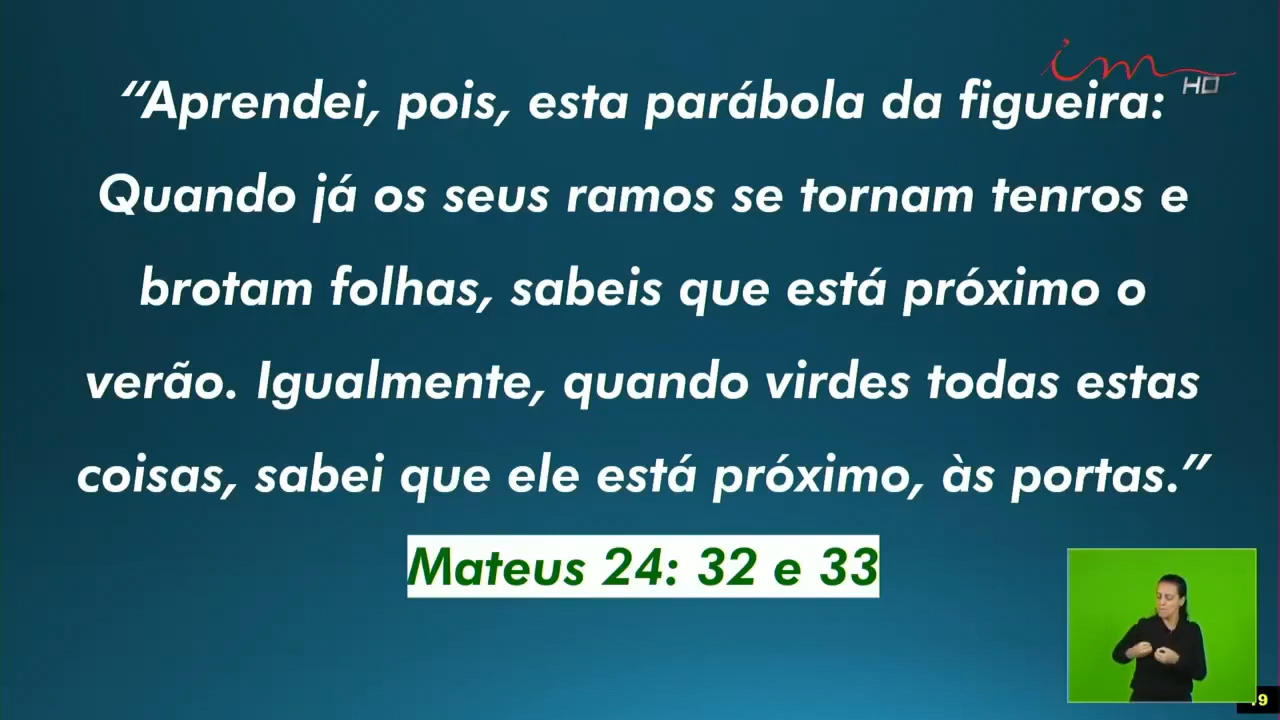 im HD
“Aprendei, pois, esta parábola da figueira:
Quando já os seus ramos se tornam tenros e
brotam folhas, sabeis que está próximo o
verão. Igualmente, quando virdes todas estas
coisas, sabei que ele está próximo, às portas.”
Mateus 24: 32 e 33
19